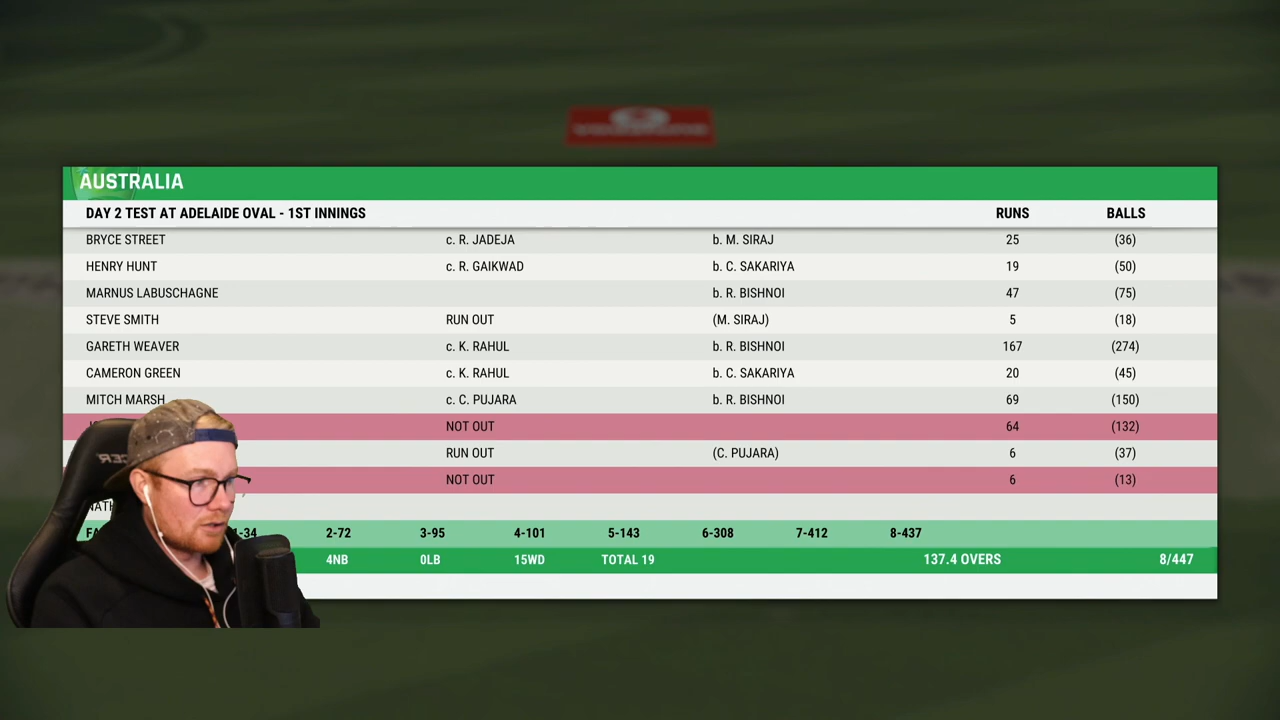 AUSTRALIA
DAY 2 TEST AT ADELAIDE OVAL - 1ST INNINGS RUNS BALLS
BRYCE STREET c. R. JADEJA b. M. SIRAJ 25 (36)
HENRY HUNT c. R. GAIKWAD b. C. SAKARIYA 19 (50)
MARNUS LABUSCHAGNE b. R. BISHNOI 47 (75)
STEVE SMITH RUN OUT (M. SIRAJ) 5 (18)
GARETH WEAVER c. K. RAHUL b. R. BISHNOI 167 (274)
CAMERON GREEN c. K. RAHUL b. C. SAKARIYA 20 (45)
MITCH MARSH c. C. PUJARA b. R. BISHNOI 69 (150)
NOT OUT 64 (132)
RUN OUT (C. PUJARA) 6 (37)
NOT OUT 6 (13)
1-34 2-72 3-95 4-101 5-143 6-308 7-412 8-437
4NB 0LB 15WD TOTAL 19 137.4 OVERS 8/447